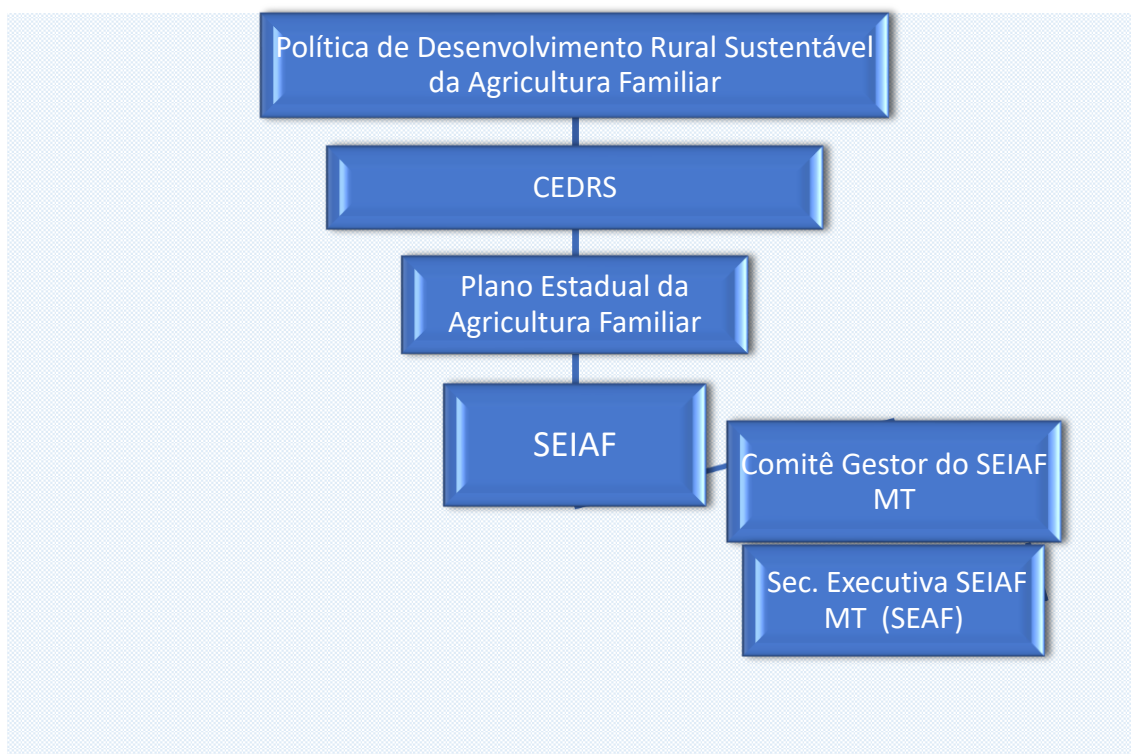 Política de Desenvolvimento Rural Sustentável
da Agricultura Familiar
CEDRS
Plano Estadual da
Agricultura Familiar
SEIAF
Comitê Gestor do SEIAF
MT
Sec. Executiva SEIAF
MT (SEAF)